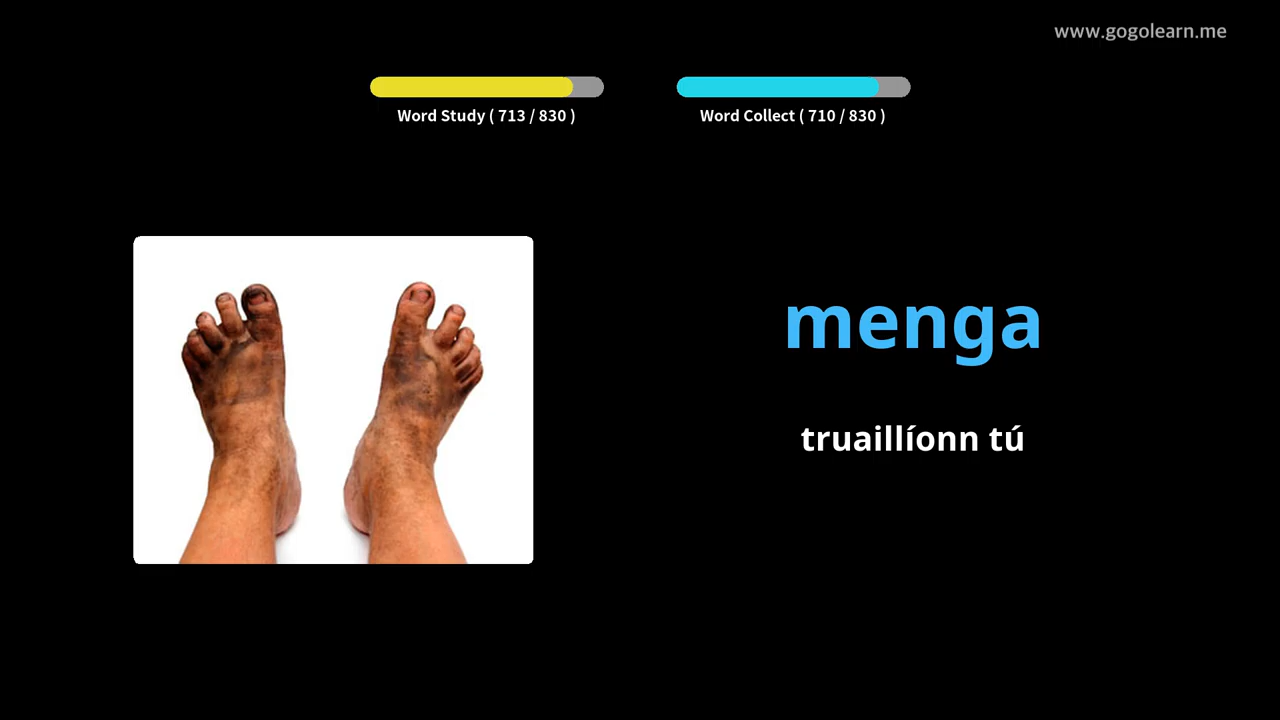 www.gogolearn.me
Word Study ( 713 / 830 )
Word Collect ( 710 / 830 )
menga
truaillíonn tú